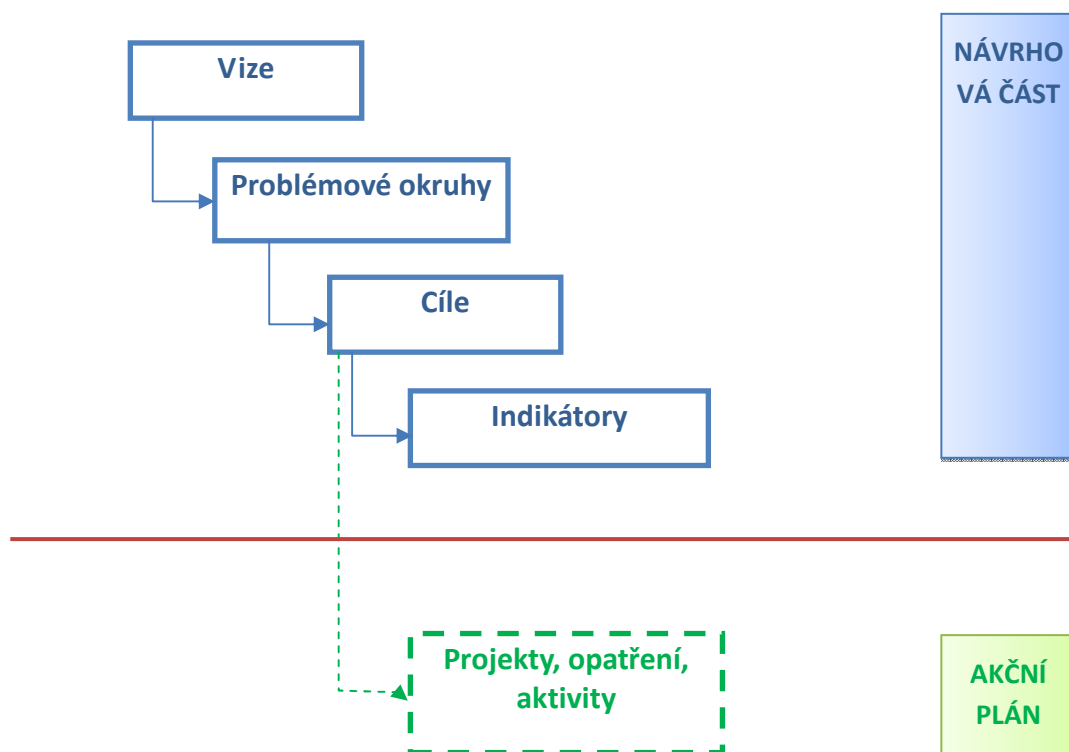 Vize
NÁVRHO
VÁ ČÁST
Problémové okruhy
Cíle
Indikátory
Projekty, opatření,
aktivity
AKČNÍ
PLÁN